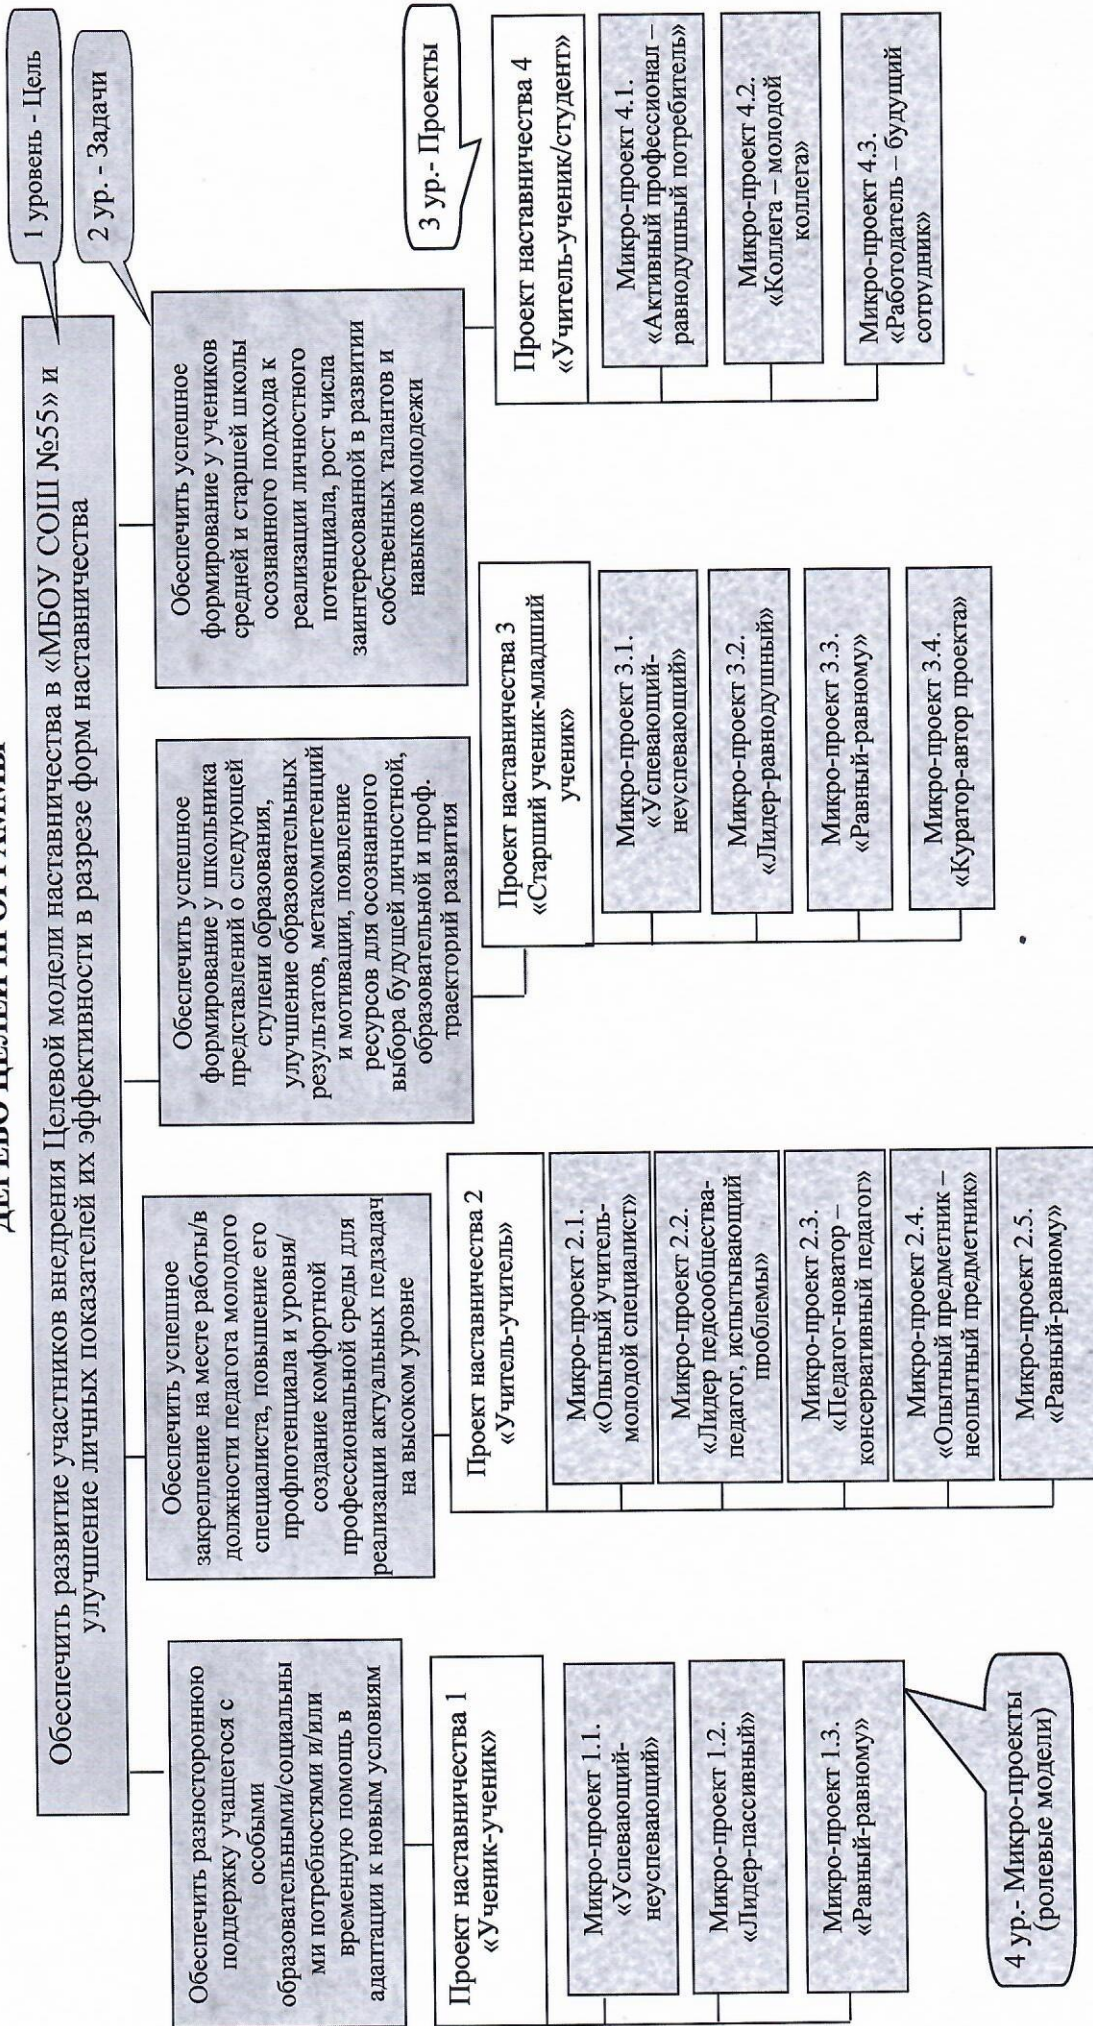 ДЕРЕВО ЦЕЛЕЙ ПРОГРАММЫ
1 уровень - Цель
Обеспечить развитие участников внедрения Целевой модели наставничества в «МБОУ СОШ №55» и
улучшение личных показателей их эффективности в разрезе форм наставничества
2 ур. - Задачи
Обеспечить разностороннюю
поддержку учащегося с
особыми
образовательными/социальны
ми потребностями и/или
временную помощь в
адаптации к новым условиям
Обеспечить успешное
закрепление на месте работы/в
должности педагога молодого
специалиста, повышение его
профпотенциала и уровня/
создание комфортной
профессиональной среды для
реализации актуальных педзадач
на высоком уровне
Обеспечить успешное
формирование у школьника
представлений о следующей
ступени образования,
улучшение образовательных
результатов, метакомпетенций
и мотивации, появление
ресурсов для осознанного
выбора будущей личностной,
образовательной и проф.
траекторий развития
Обеспечить успешное
формирование у учеников
средней и старшей школы
осознанного подхода к
реализации личностного
потенциала, рост числа
заинтересованной в развитии
собственных талантов и
навыков молодежи
3 ур.- Проекты
Проект наставничества 1
«Ученик-ученик»
Микро-проект 1.1.
«Успевающий-
неуспевающий»
Микро-проект 1.2.
«Лидер-пассивный»
Микро-проект 1.3.
«Равный-равному»
Проект наставничества 2
«Учитель-учитель»
Микро-проект 2.1.
«Опытный учитель-
молодой специалист»
Микро-проект 2.2.
«Лидер педсообщества-
педагог, испытывающий
проблемы»
Микро-проект 2.3.
«Педагог-новатор –
консервативный педагог»
Микро-проект 2.4.
«Опытный предметник –
неопытный предметник»
Микро-проект 2.5.
«Равный-равному»
Проект наставничества 3
«Старший ученик-младший
ученик»
Микро-проект 3.1.
«Успевающий-
неуспевающий»
Микро-проект 3.2.
«Лидер-равнодушный»
Микро-проект 3.3.
«Равный-равному»
Микро-проект 3.4.
«Куратор-автор проекта»
Проект наставничества 4
«Учитель-ученик/студент»
Микро-проект 4.1.
«Активный профессионал –
равнодушный потребитель»
Микро-проект 4.2.
«Коллега – молодой
коллега»
Микро-проект 4.3.
«Работодатель – будущий
сотрудник»
4 ур.- Микро-проекты
(ролевые модели)